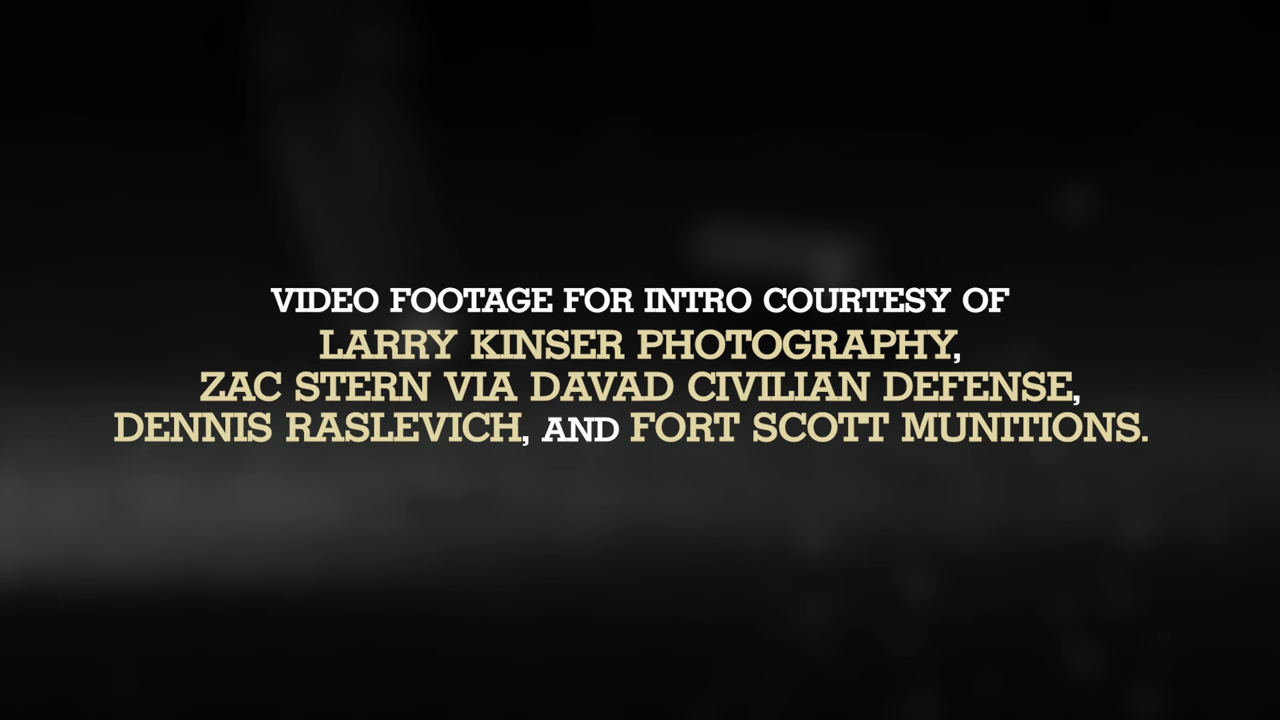 VIDEO FOOTAGE FOR INTRO COURTESY OF
LARRY KINSER PHOTOGRAPHY,
ZAC STERN VIA DAVAD CIVILIAN DEFENSE,
DENNIS RASLEVICH, AND FORT SCOTT MUNITIONS.